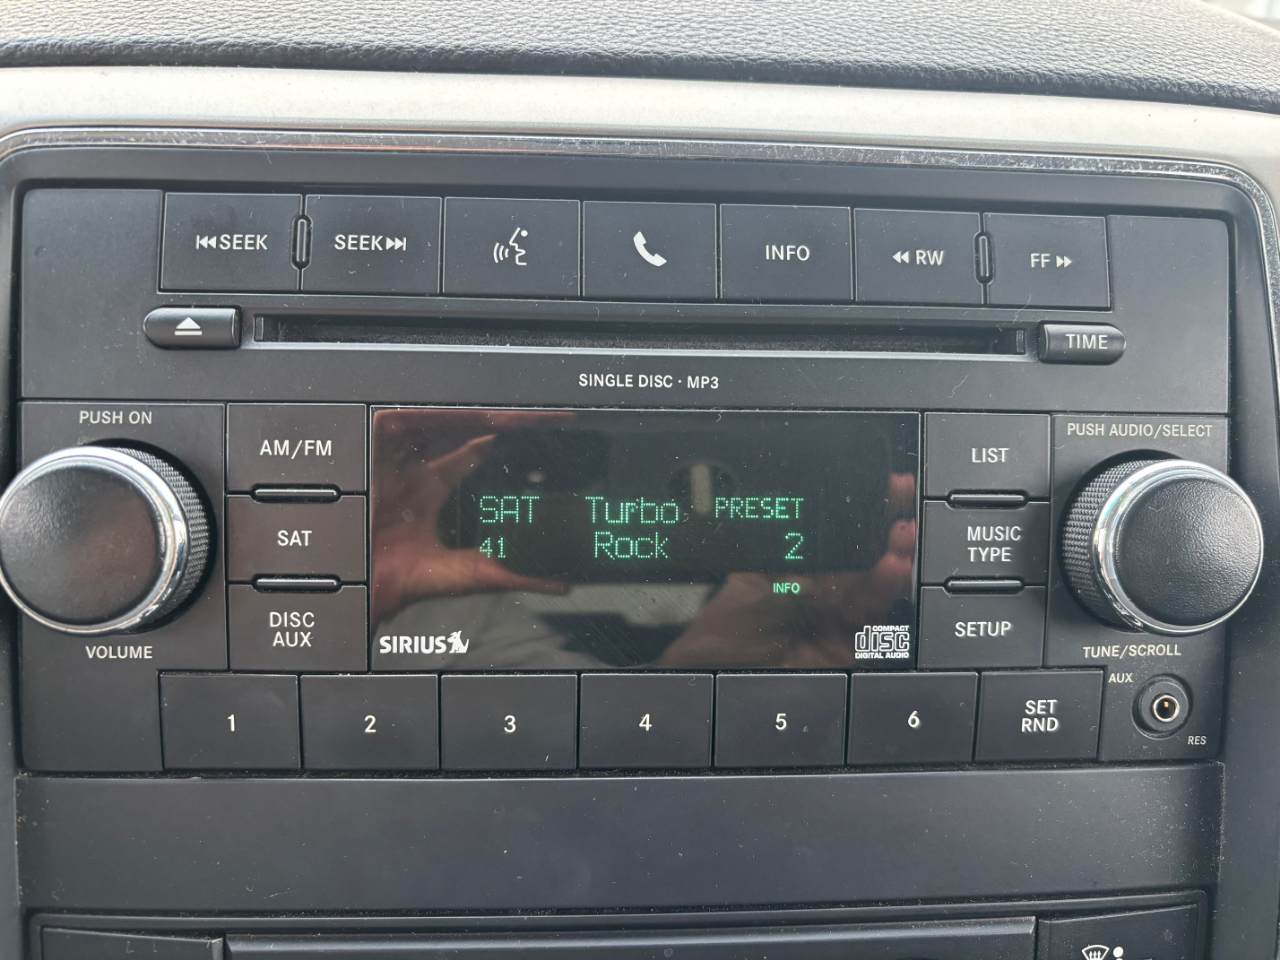 SEEK
SEEK
INFO
RW
FF
TIME
SINGLE DISC · MP3
PUSH ON
AM/FM
SAT
DISC
AUX
VOLUME
SAT Turbo PRESET
41 Rock 2
INFO
SIRIUS
COMPACT
disc
DIGITAL AUDIO
LIST
MUSIC
TYPE
SETUP
PUSH AUDIO/SELECT
TUNE/SCROLL
1
2
3
4
5
6
SET
RND
AUX
RES